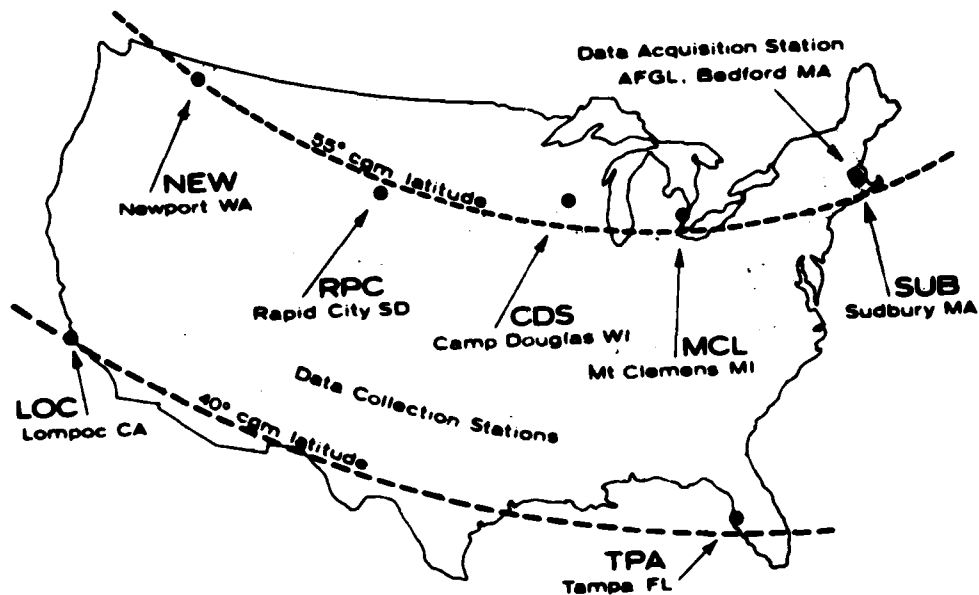 Data Acquisition Station
AFGL, Bedford MA
55° cgm latitude
NEW
Newport WA
RPC
Rapid City SD
CDS
Camp Douglas WI
MCL
Mt Clemens MI
SUB
Sudbury MA
LOC
Lompoc CA
Data Collection Stations
40° cgm latitude
TPA
Tampa FL